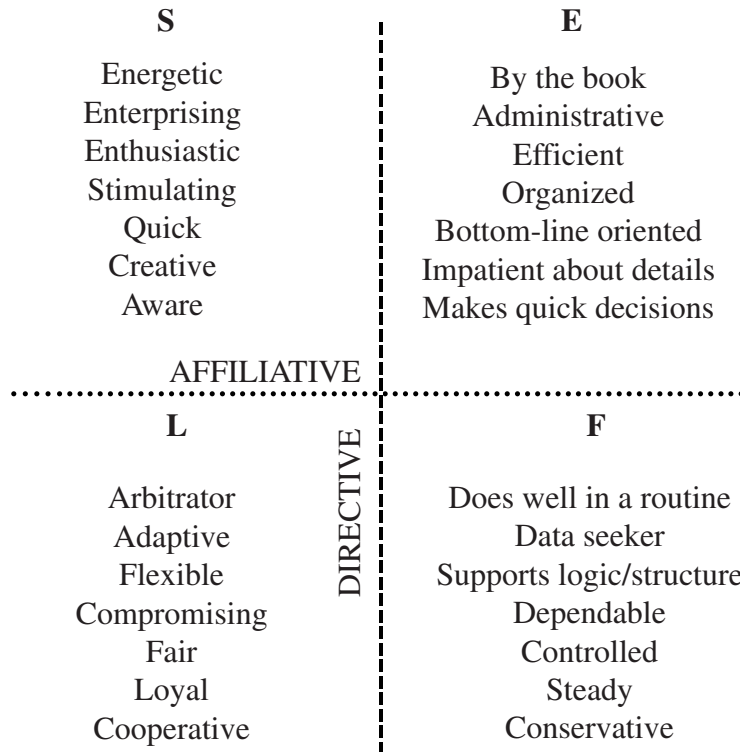 S
Energetic
Enterprising
Enthusiastic
Stimulating
Quick
Creative
Aware
E
By the book
Administrative
Efficient
Organized
Bottom-line oriented
Impatient about details
Makes quick decisions
AFFILIATIVE
DIRECTIVE
L
Arbitrator
Adaptive
Flexible
Compromising
Fair
Loyal
Cooperative
F
Does well in a routine
Data seeker
Supports logic/structure
Dependable
Controlled
Steady
Conservative